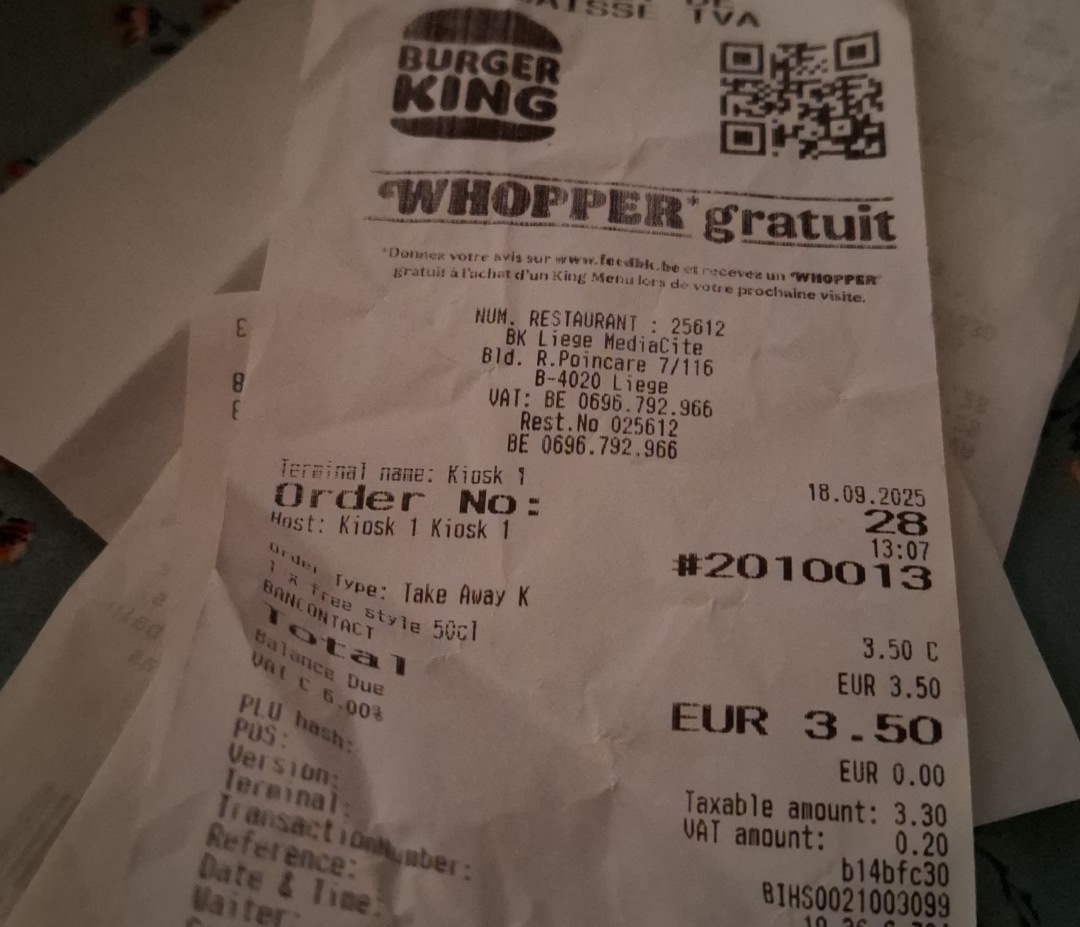 BURGER
KING
WHOPPER* gratuit
*Donnez votre avis sur www.feedbk.be et recevez un WHOPPER
gratuit à l'achat d'un King Menu lors de votre prochaine visite.
NUM. RESTAURANT : 25612
BK Liege MediaCite
Bld. R.Poincare 7/116
B-4020 Liege
VAT: BE 0696.792.966
Rest.No 025612
BE 0696.792.966
Terminal name: Kiosk 1
18.09.2025
Order No: 28
Host: Kiosk 1 Kiosk 1 13:07
#2010013
Order Type: Take Away K
1 x free style 50cl 3.50 C
BANCONTACT EUR 3.50
Total EUR 3.50
Balance Due EUR 0.00
VAT C 6.00% Taxable amount: 3.30
VAT amount: 0.20
PLU hash: b14bfc30
POS: BIHS0021003099
Version:
Terminal:
TransactionNumber:
Reference:
Date & Time:
Waiter: